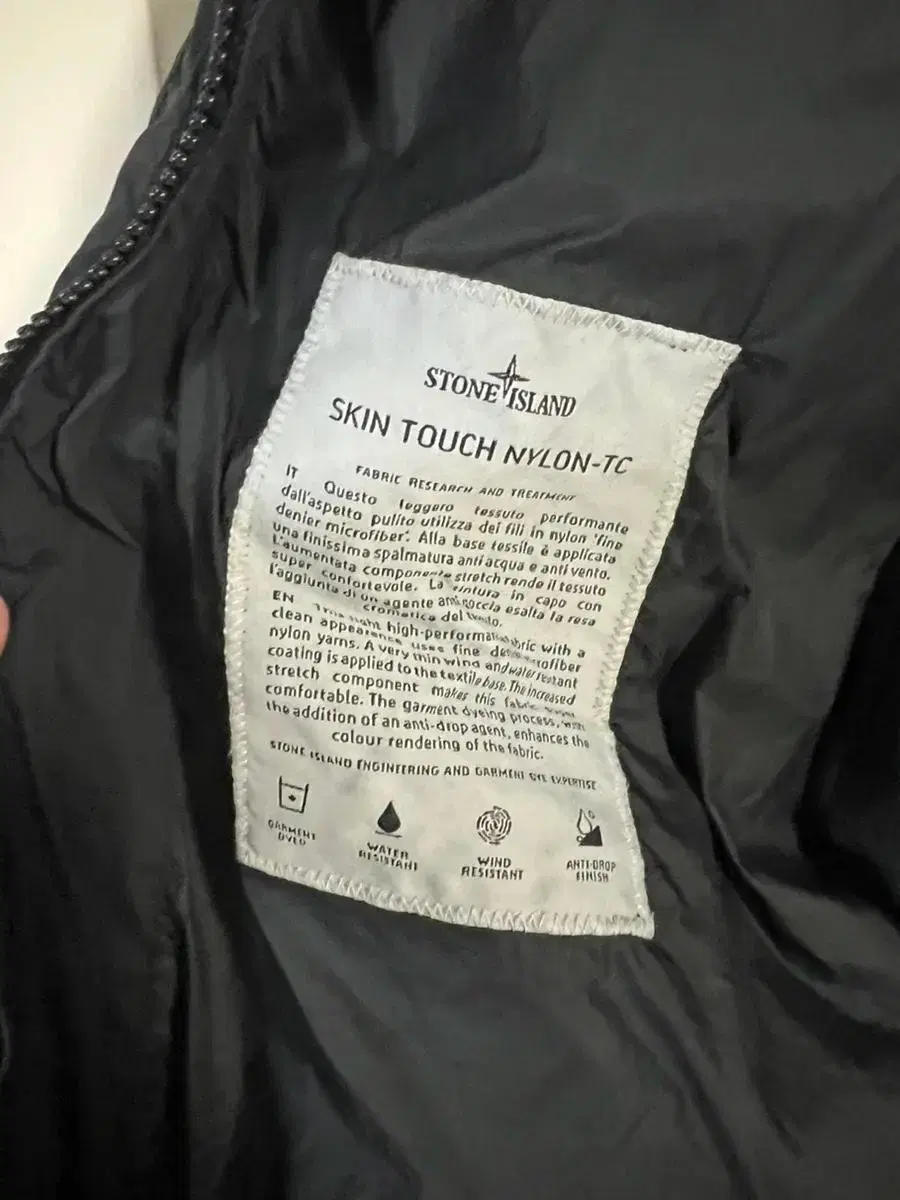 STONE ISLAND
SKIN TOUCH NYLON-TC
FABRIC RESEARCH AND TREATMENT
IT Questo leggero tessuto performante
dall'aspetto pulito utilizza dei fili in nylon 'fine
denier microfiber'. Alla base tessile è applicata
una finissima spalmatura anti acqua e anti vento.
L'aumentata componente stretch rende il tessuto
super confortevole. La tintura in capo con
l'aggiunta di un agente anti goccia esalta la resa
cromatica del
EN light high-performance fabric with a
clean appearance uses fine microfiber
nylon yarns. A very thin wind and water resistant
coating is applied to the textile base. The increased
stretch component makes this fabric super
comfortable. The garment dyeing process, with
the addition of an anti-drop agent, enhances the
colour rendering of the fabric.
STONE ISLAND ENGINEERING AND GARMENT DYE EXPERTISE
GARMENT
DYED
WATER
RESISTANT
WIND
RESISTANT
ANTI-DROP
FINISH